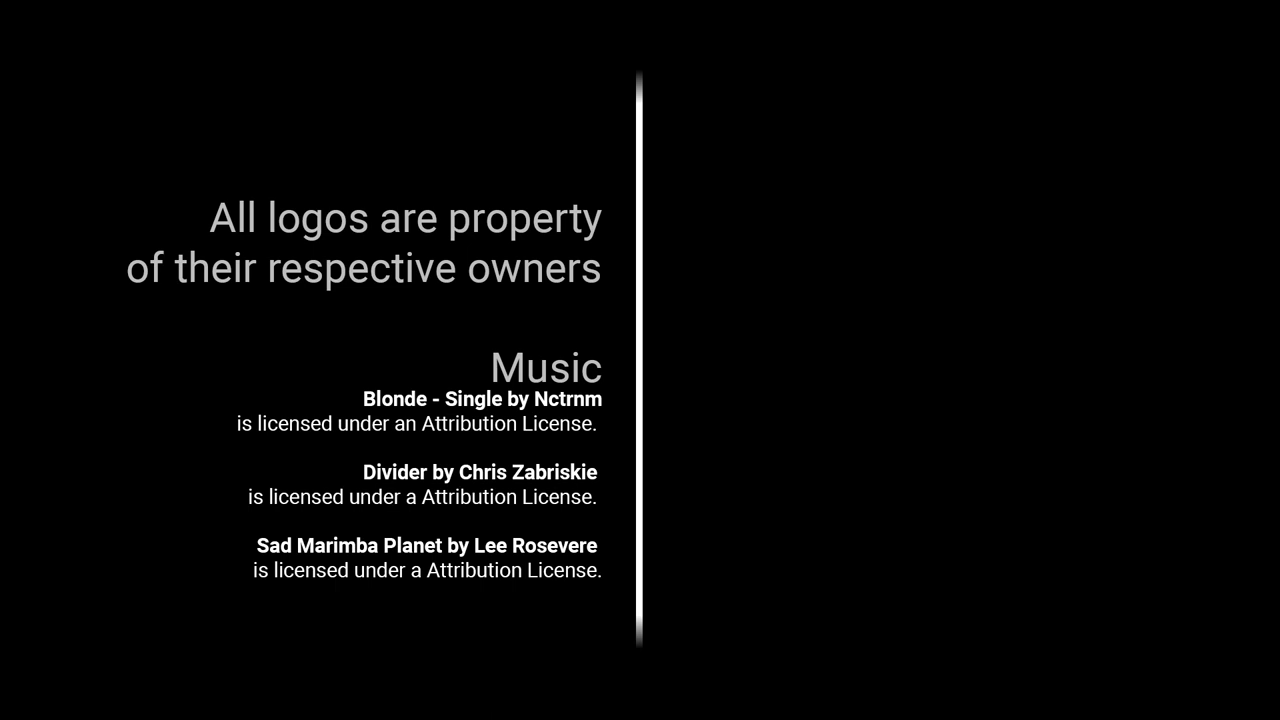 All logos are property
of their respective owners
Music
Blonde - Single by Nctrnm
is licensed under an Attribution License.
Divider by Chris Zabriskie
is licensed under a Attribution License.
Sad Marimba Planet by Lee Rosevere
is licensed under a Attribution License.